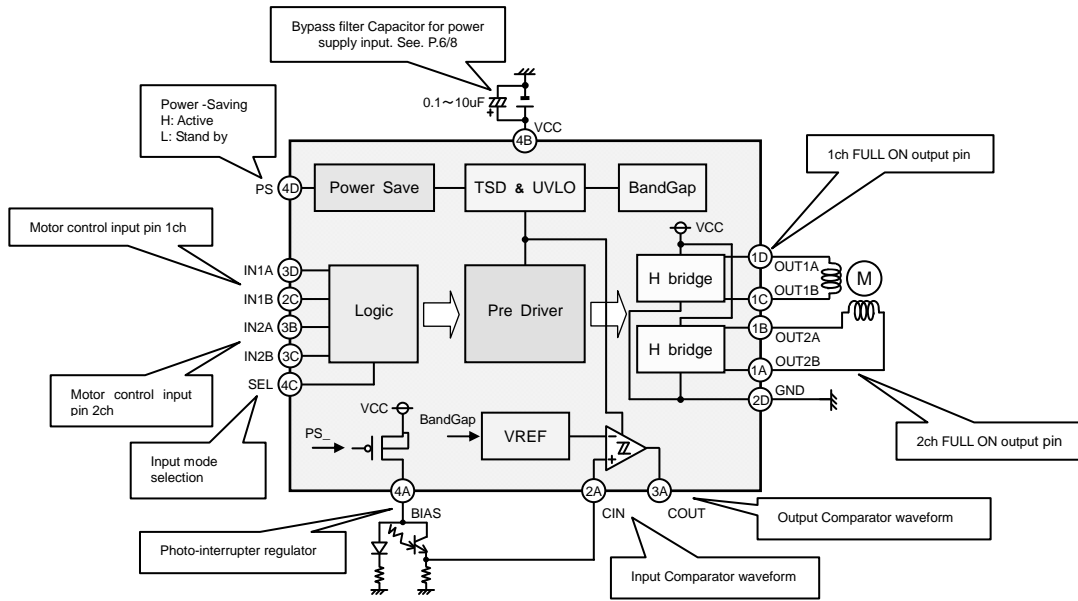 Bypass filter Capacitor for power
supply input. See. P.6/8
Power -Saving
H: Active
L: Stand by
0.1～10uF
+
4B
VCC
1ch FULL ON output pin
PS
4D
Power Save
TSD & UVLO
BandGap
Motor control input pin 1ch
VCC
H bridge
1D
OUT1A
M
IN1A
3D
IN1B
2C
Logic
Pre Driver
1C
OUT1B
IN2A
3B
1B
OUT2A
IN2B
3C
H bridge
OUT2B
1A
SEL
4C
GND
2D
Motor control input
pin 2ch
VCC
BandGap
VREF
PS_
−
+
2ch FULL ON output pin
Input mode
selection
4A
BIAS
2A
CIN
3A
COUT
Output Comparator waveform
Photo-interrupter regulator
Input Comparator waveform